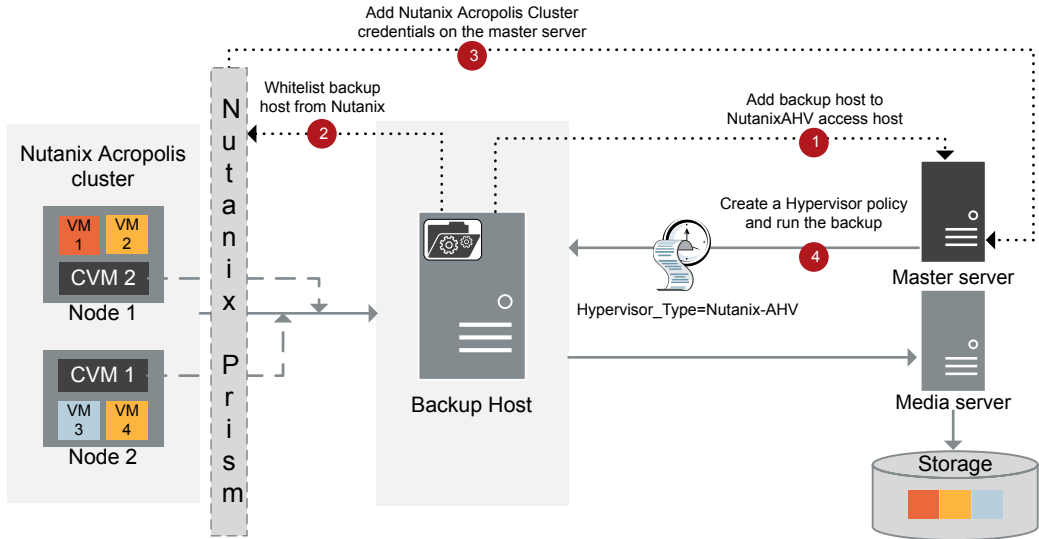 Add Nutanix Acropolis Cluster
credentials on the master server
3
Whitelist backup
host from Nutanix
2
Add backup host to
NutanixAHV access host
1
Nutanix Prism
Nutanix Acropolis
cluster
VM
1
VM
2
CVM 2
Node 1
CVM 1
VM
3
VM
4
Node 2
Backup Host
Create a Hypervisor policy
and run the backup
4
Hypervisor_Type=Nutanix-AHV
Master server
Media server
Storage